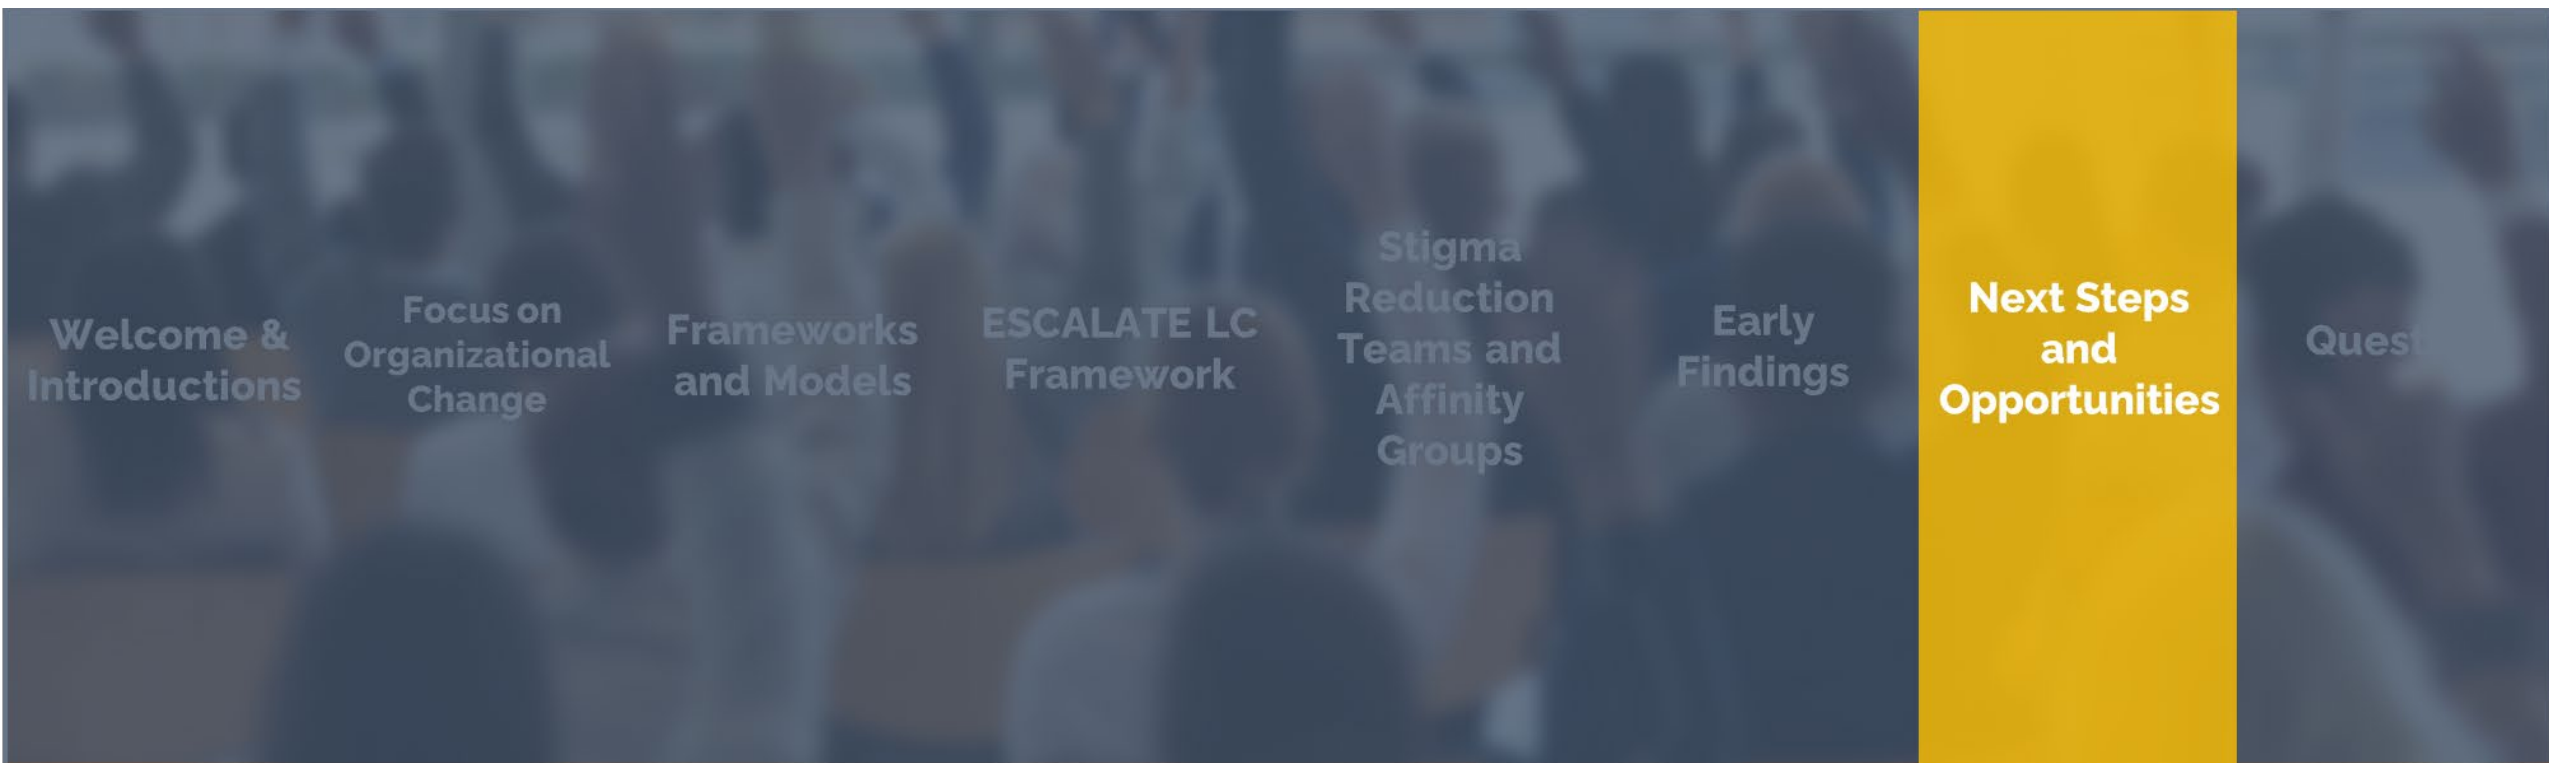 Welcome &
Introductions
Focus on
Organizational
Change
Frameworks
and Models
ESCALATE LC
Framework
Stigma
Reduction
Teams and
Affinity
Groups
Early
Findings
Next Steps
and
Opportunities
Quest